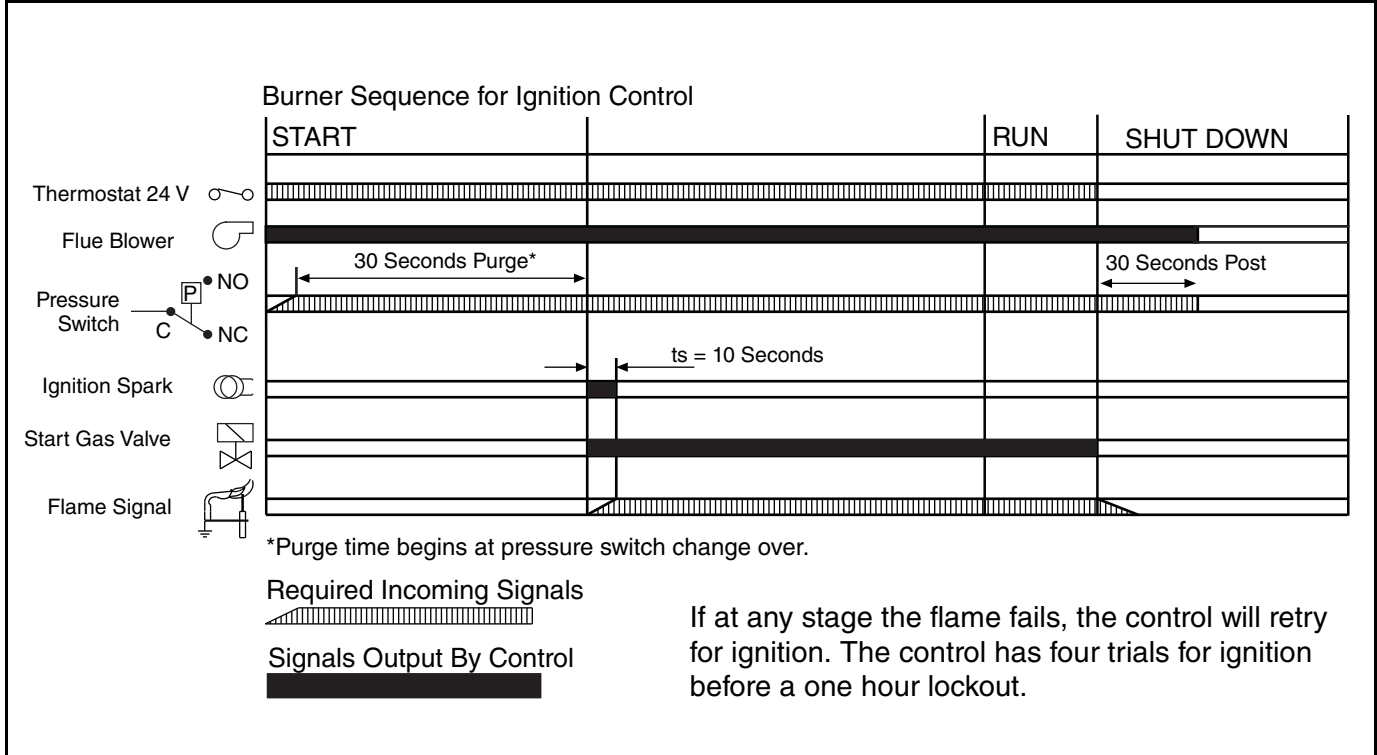 Burner Sequence for Ignition Control
START
RUN
SHUT DOWN
Thermostat 24 V
Flue Blower
30 Seconds Purge*
30 Seconds Post
NO
P
Pressure
Switch
C
NC
ts = 10 Seconds
Ignition Spark
Start Gas Valve
Flame Signal
*Purge time begins at pressure switch change over.
Required Incoming Signals
Signals Output By Control
If at any stage the flame fails, the control will retry
for ignition. The control has four trials for ignition
before a one hour lockout.